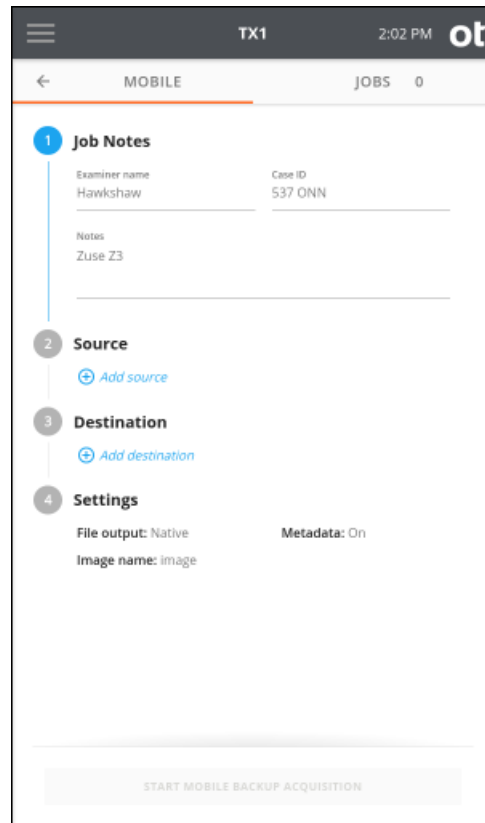 TX1 2:02 PM ot
MOBILE JOBS 0
1 Job Notes
Examiner name Case ID
Hawkshaw 537 ONN
Notes
Zuse Z3
2 Source
Add source
3 Destination
Add destination
4 Settings
File output: Native Metadata: On
Image name: image
START MOBILE BACKUP ACQUISITION